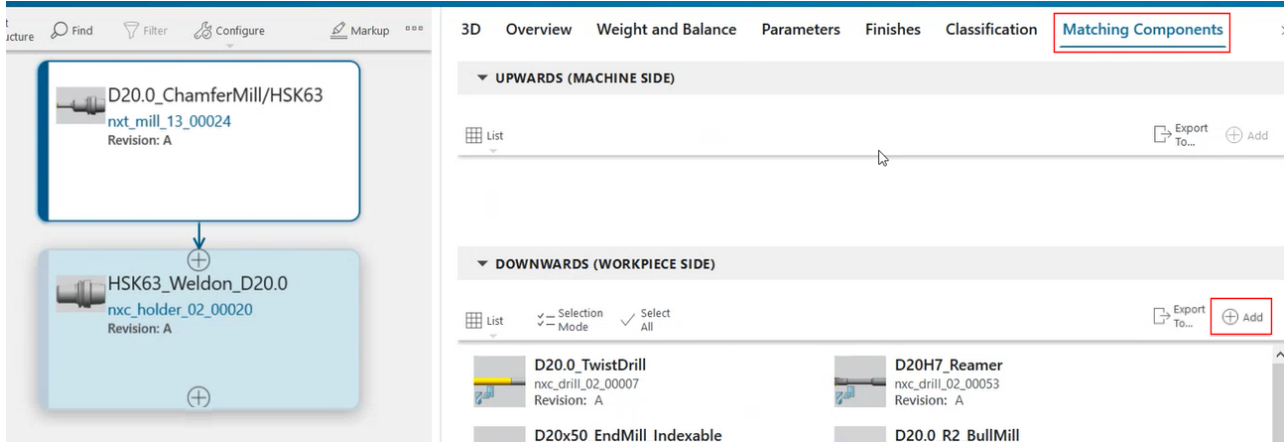 ucture
Find
Filter
Configure
Markup
3D Overview Weight and Balance Parameters Finishes Classification Matching Components
D20.0_ChamferMill/HSK63
nxt_mill_13_00024
Revision: A
HSK63_Weldon_D20.0
nxc_holder_02_00020
Revision: A
UPWARDS (MACHINE SIDE)
List
Export
To...
Add
DOWNWARDS (WORKPIECE SIDE)
List
Selection
Mode
Select
All
Export
To...
Add
D20.0_TwistDrill
nxc_drill_02_00007
Revision: A
D20H7_Reamer
nxc_drill_02_00053
Revision: A
D20x50_EndMill_Indexable
D20.0_R2_BullMill